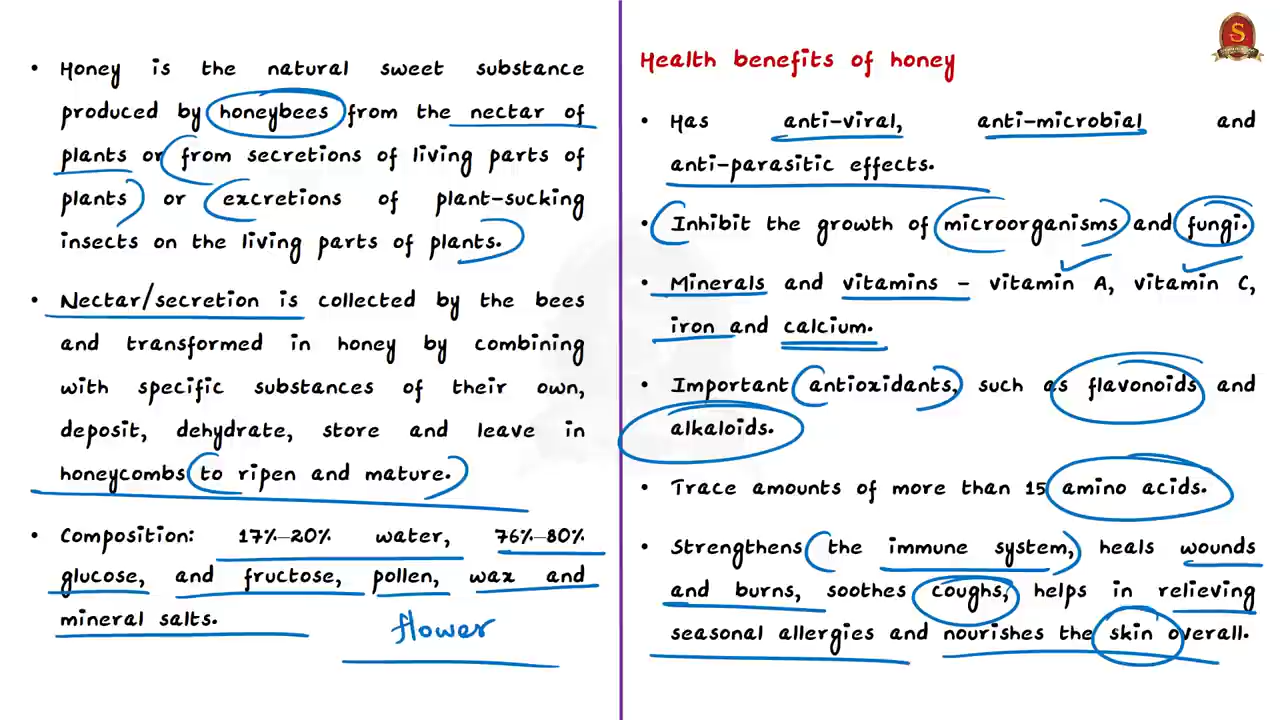 • Honey is the natural sweet substance
produced by honeybees from the nectar of
plants or from secretions of living parts of
plants or excretions of plant-sucking
insects on the living parts of plants.
• Nectar/secretion is collected by the bees
and transformed in honey by combining
with specific substances of their own,
deposit, dehydrate, store and leave in
honeycombs to ripen and mature.
• Composition: 17%–20% water, 76%–80%
glucose, and fructose, pollen, wax and
mineral salts.
flower
Health benefits of honey
• Has anti-viral, anti-microbial and
anti-parasitic effects.
• Inhibit the growth of microorganisms and fungi.
• Minerals and vitamins - vitamin A, vitamin C,
iron and calcium.
• Important antioxidants, such as flavonoids and
alkaloids.
• Trace amounts of more than 15 amino acids.
• Strengthens the immune system, heals wounds
and burns, soothes coughs, helps in relieving
seasonal allergies and nourishes the skin overall.
S